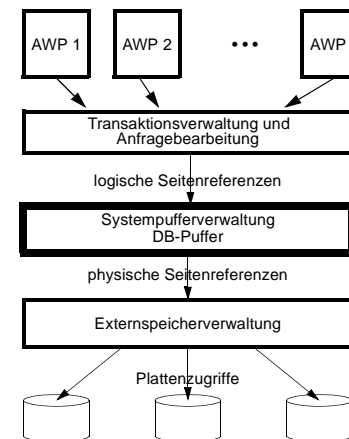 AWP 1
AWP 2
•••
AWP
Transaktionsverwaltung und
Anfragebearbeitung
logische Seitenreferenzen
Systempufferverwaltung
DB-Puffer
physische Seitenreferenzen
Externspeicherverwaltung
Plattenzugriffe